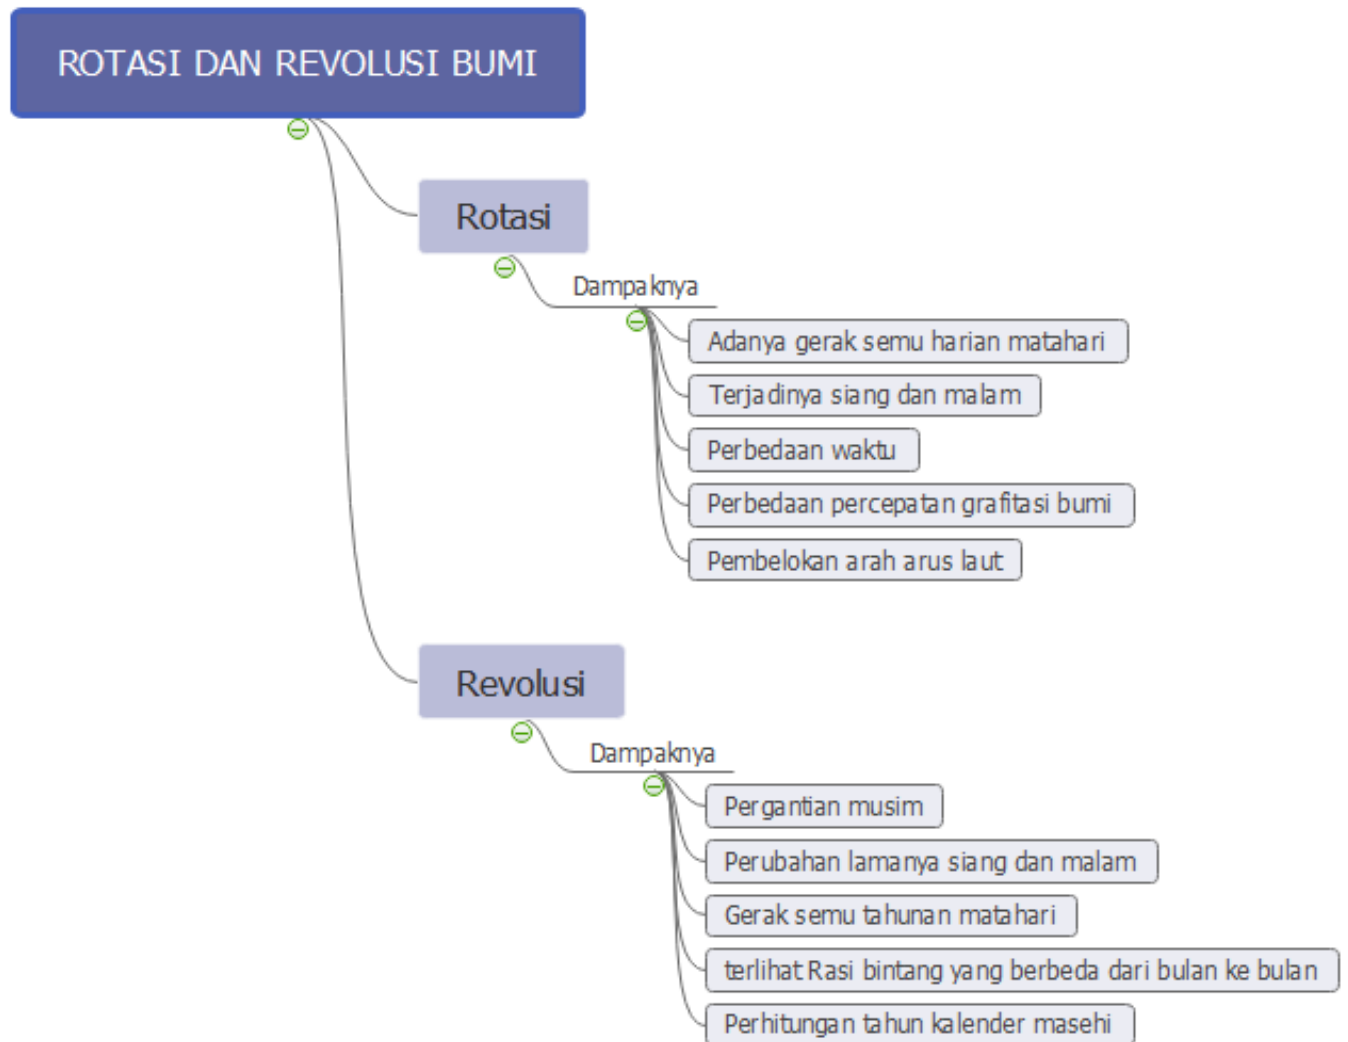 ROTASI DAN REVOLUSI BUMI
Rotasi
Dampaknya
Adanya gerak semu harian matahari
Terjadinya siang dan malam
Perbedaan waktu
Perbedaan percepatan grafitasi bumi
Pembelokan arah arus laut
Revolusi
Dampaknya
Pergantian musim
Perubahan lamanya siang dan malam
Gerak semu tahunan matahari
terlihat Rasi bintang yang berbeda dari bulan ke bulan
Perhitungan tahun kalender masehi